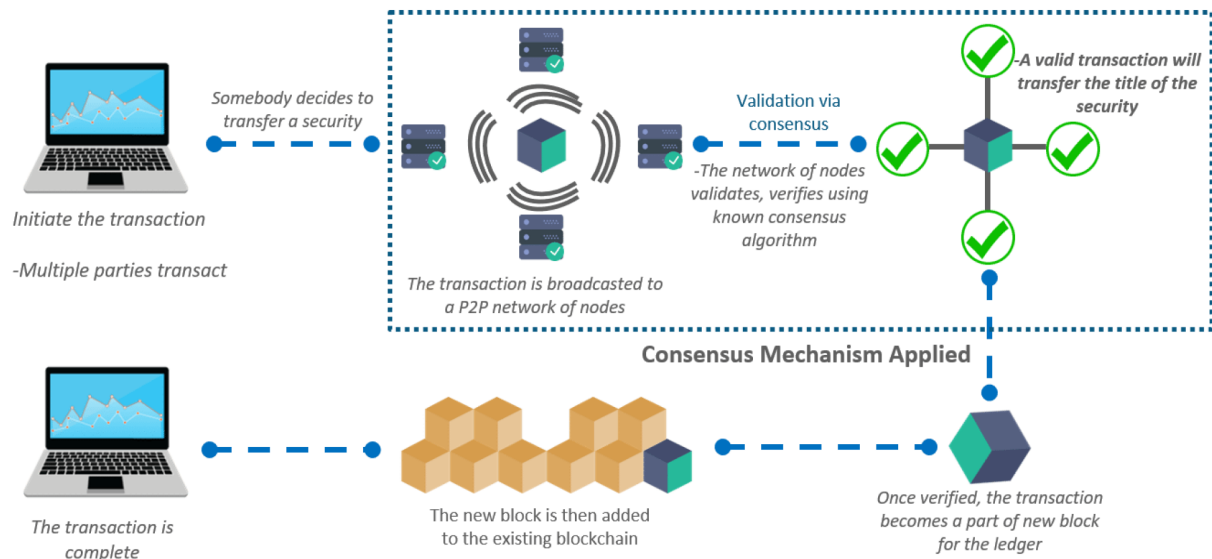 Somebody decides to
transfer a security
Initiate the transaction
-Multiple parties transact
The transaction is broadcasted to
a P2P network of nodes
Validation via
consensus
-The network of nodes
validates, verifies using
known consensus
algorithm
-A valid transaction will
transfer the title of the
security
Consensus Mechanism Applied
Once verified, the transaction
becomes a part of new block
for the ledger
The new block is then added
to the existing blockchain
The transaction is
complete